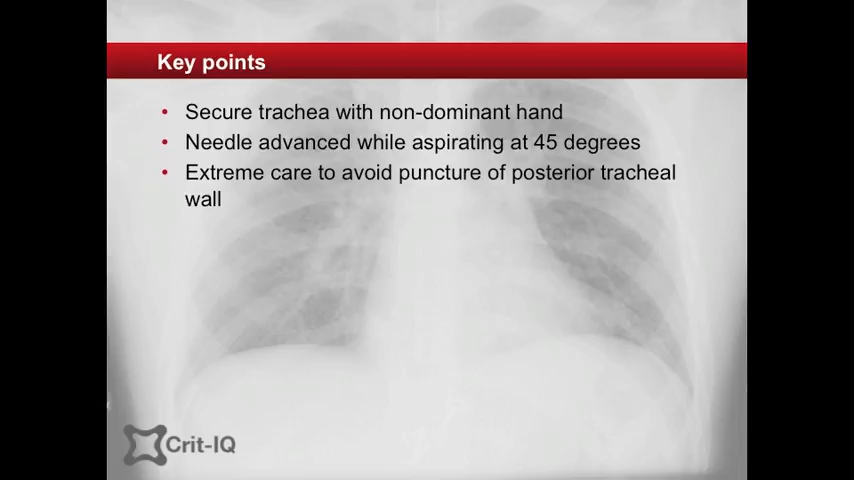 Key points
• Secure trachea with non-dominant hand
• Needle advanced while aspirating at 45 degrees
• Extreme care to avoid puncture of posterior tracheal
wall
Crit-IQ